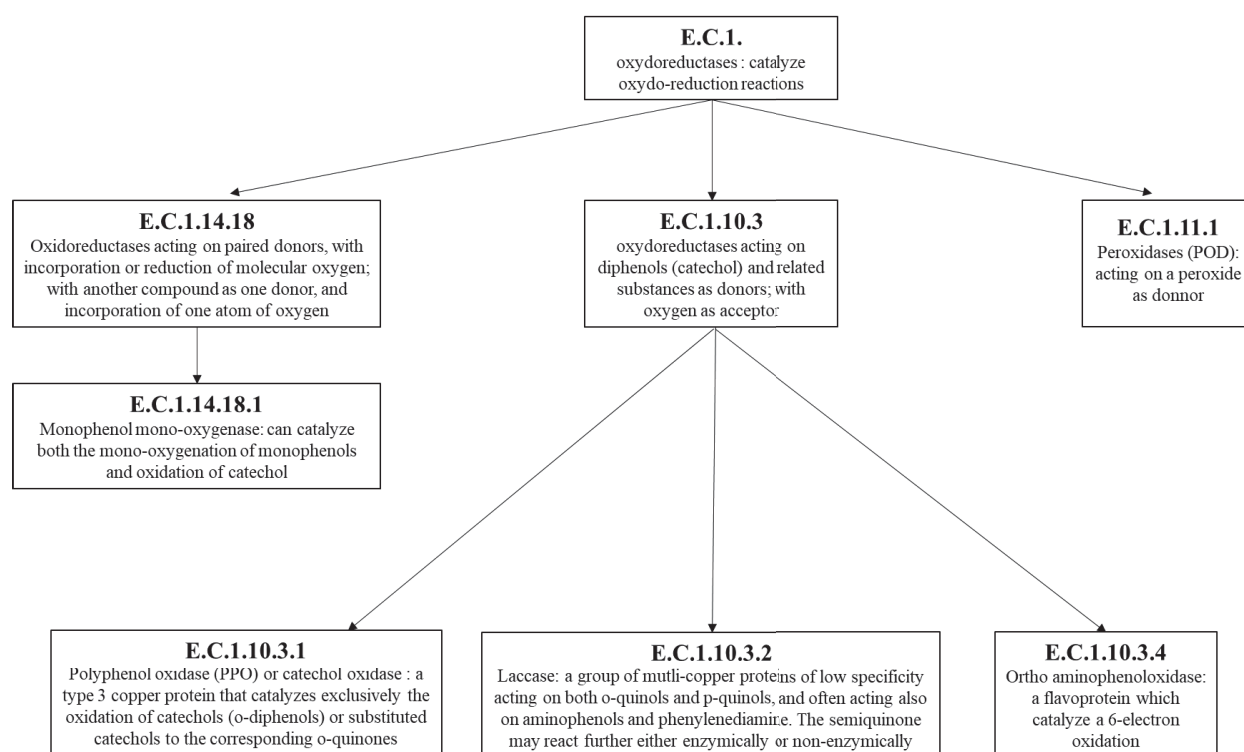 E.C.1.
oxydoreductases : catalyze
oxydo-reduction reactions
E.C.1.14.18
Oxidoreductases acting on paired donors, with
incorporation or reduction of molecular oxygen;
with another compound as one donor, and
incorporation of one atom of oxygen
E.C.1.10.3
oxydoreductases acting on
diphenols (catechol) and related
substances as donors; with
oxygen as acceptor
E.C.1.11.1
Peroxidases (POD):
acting on a peroxide
as donnor
E.C.1.14.18.1
Monophenol mono-oxygenase: can catalyze
both the mono-oxygenation of monophenols
and oxidation of catechol
E.C.1.10.3.1
Polyphenol oxidase (PPO) or catechol oxidase : a
type 3 copper protein that catalyzes exclusively the
oxidation of catechols (o-diphenols) or substituted
catechols to the corresponding o-quinones
E.C.1.10.3.2
Laccase: a group of mutli-copper proteins of low specificity
acting on both o-quinols and p-quinols, and often acting also
on aminophenols and phenylenediamine. The semiquinone
may react further either enzymically or non-enzymically
E.C.1.10.3.4
Ortho aminophenoloxidase:
a flavoprotein which
catalyze a 6-electron
oxidation